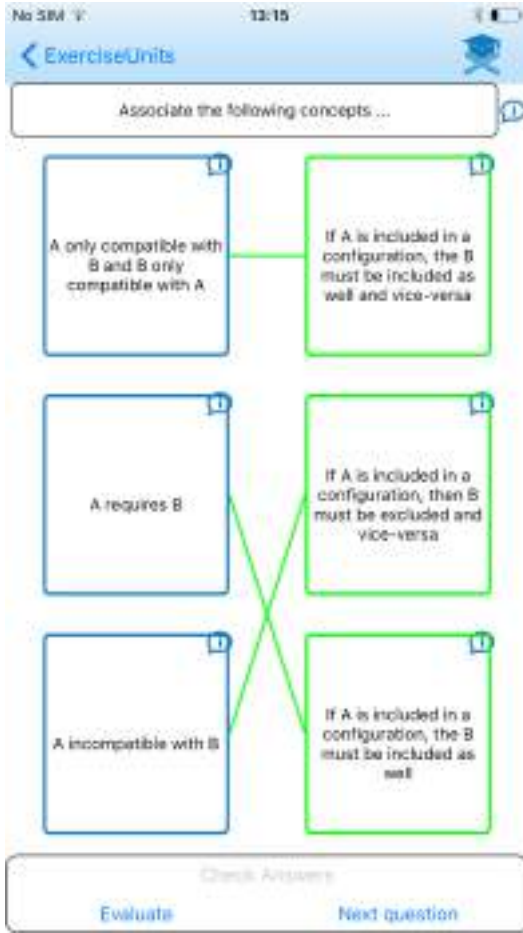 No SIM
13:15
ExerciseUnits
Associate the following concepts ...
A only compatible with
B and B only
compatible with A
If A is included in a
configuration, the B
must be included as
well and vice-versa
A requires B
If A is included in a
configuration, then B
must be excluded and
vice-versa
A incompatible with B
If A is included in a
configuration, the B
must be included as
well
Check Answers
Evaluate
Next question